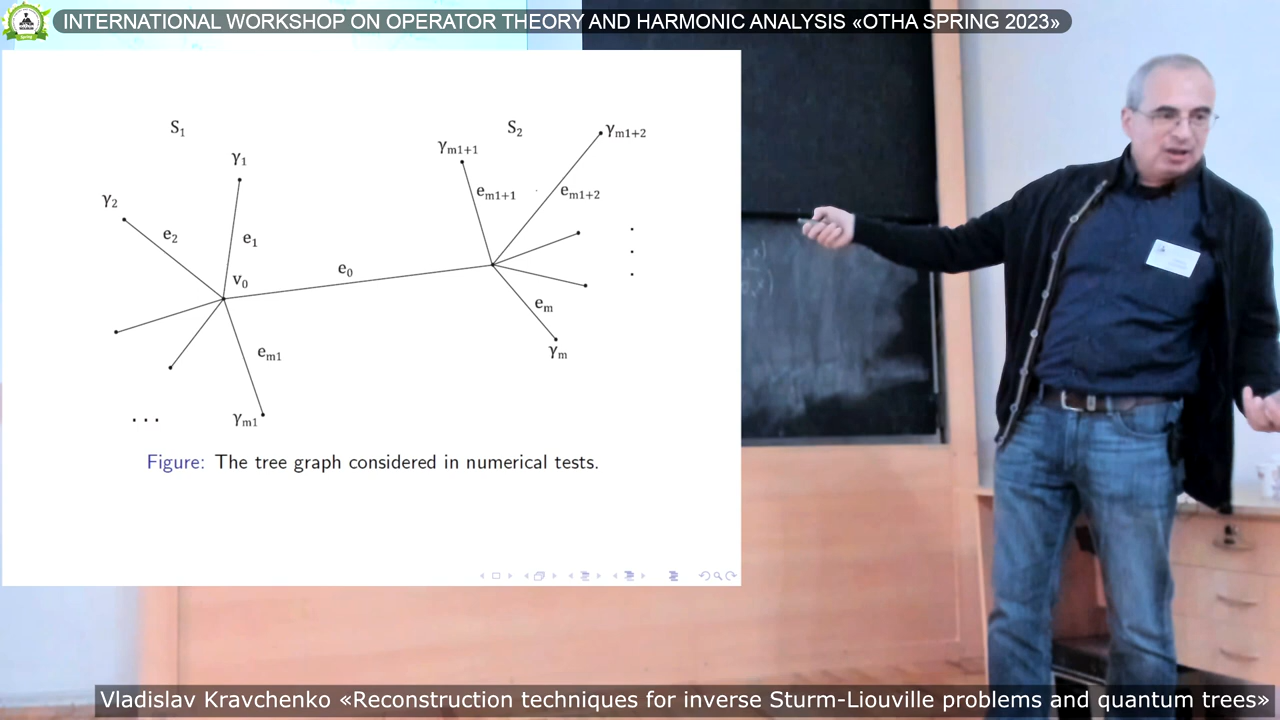 INTERNATIONAL WORKSHOP ON OPERATOR THEORY AND HARMONIC ANALYSIS «OTHA SPRING 2023»
S₁
S₂
γ₁
γ₂
γₘ₁₊₁
γₘ₁₊₂
e₂
e₁
eₘ₁₊₁
eₘ₁₊₂
v₀
e₀
eₘ
eₘ₁
γₘ
. . .
γₘ₁
Figure: The tree graph considered in numerical tests.
Vladislav Kravchenko «Reconstruction techniques for inverse Sturm-Liouville problems and quantum trees»